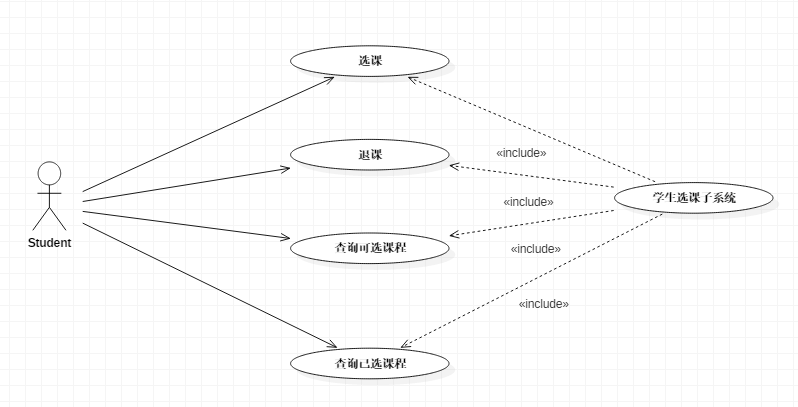 选课
退课
«include»
«include»
学生选课子系统
Student
查询可选课程
«include»
«include»
查询已选课程